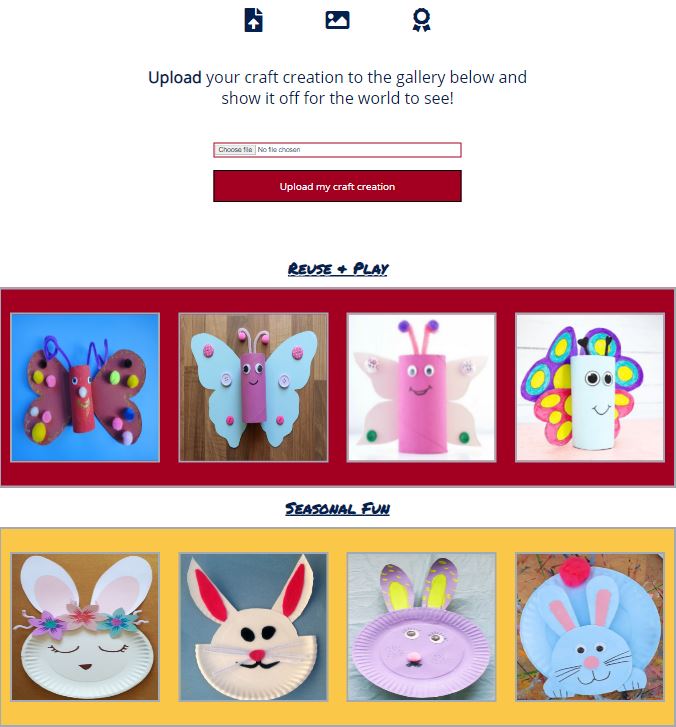 Upload your craft creation to the gallery below and
show it off for the world to see!
Choose file No file chosen
Upload my craft creation
Reuse & Play
Seasonal Fun